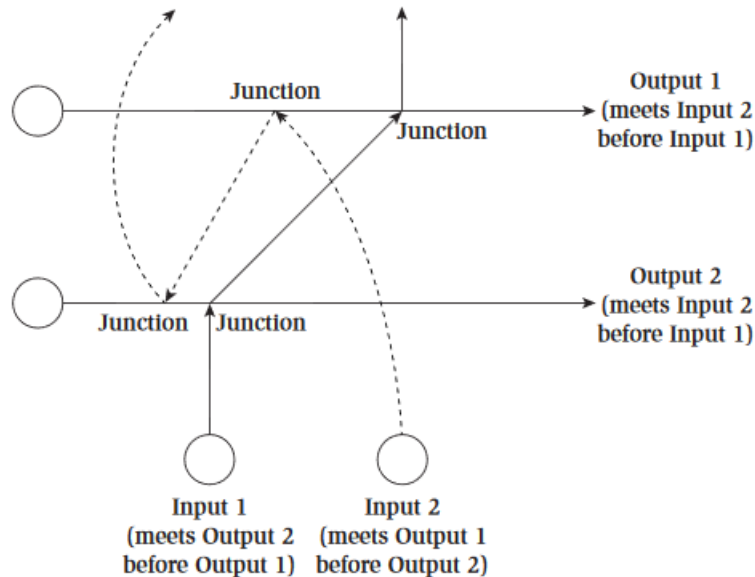 Junction
Output 1
(meets Input 2
before Input 1)
Junction
Output 2
(meets Input 2
before Input 1)
Junction
Junction
Input 1
(meets Output 2
before Output 1)
Input 2
(meets Output 1
before Output 2)